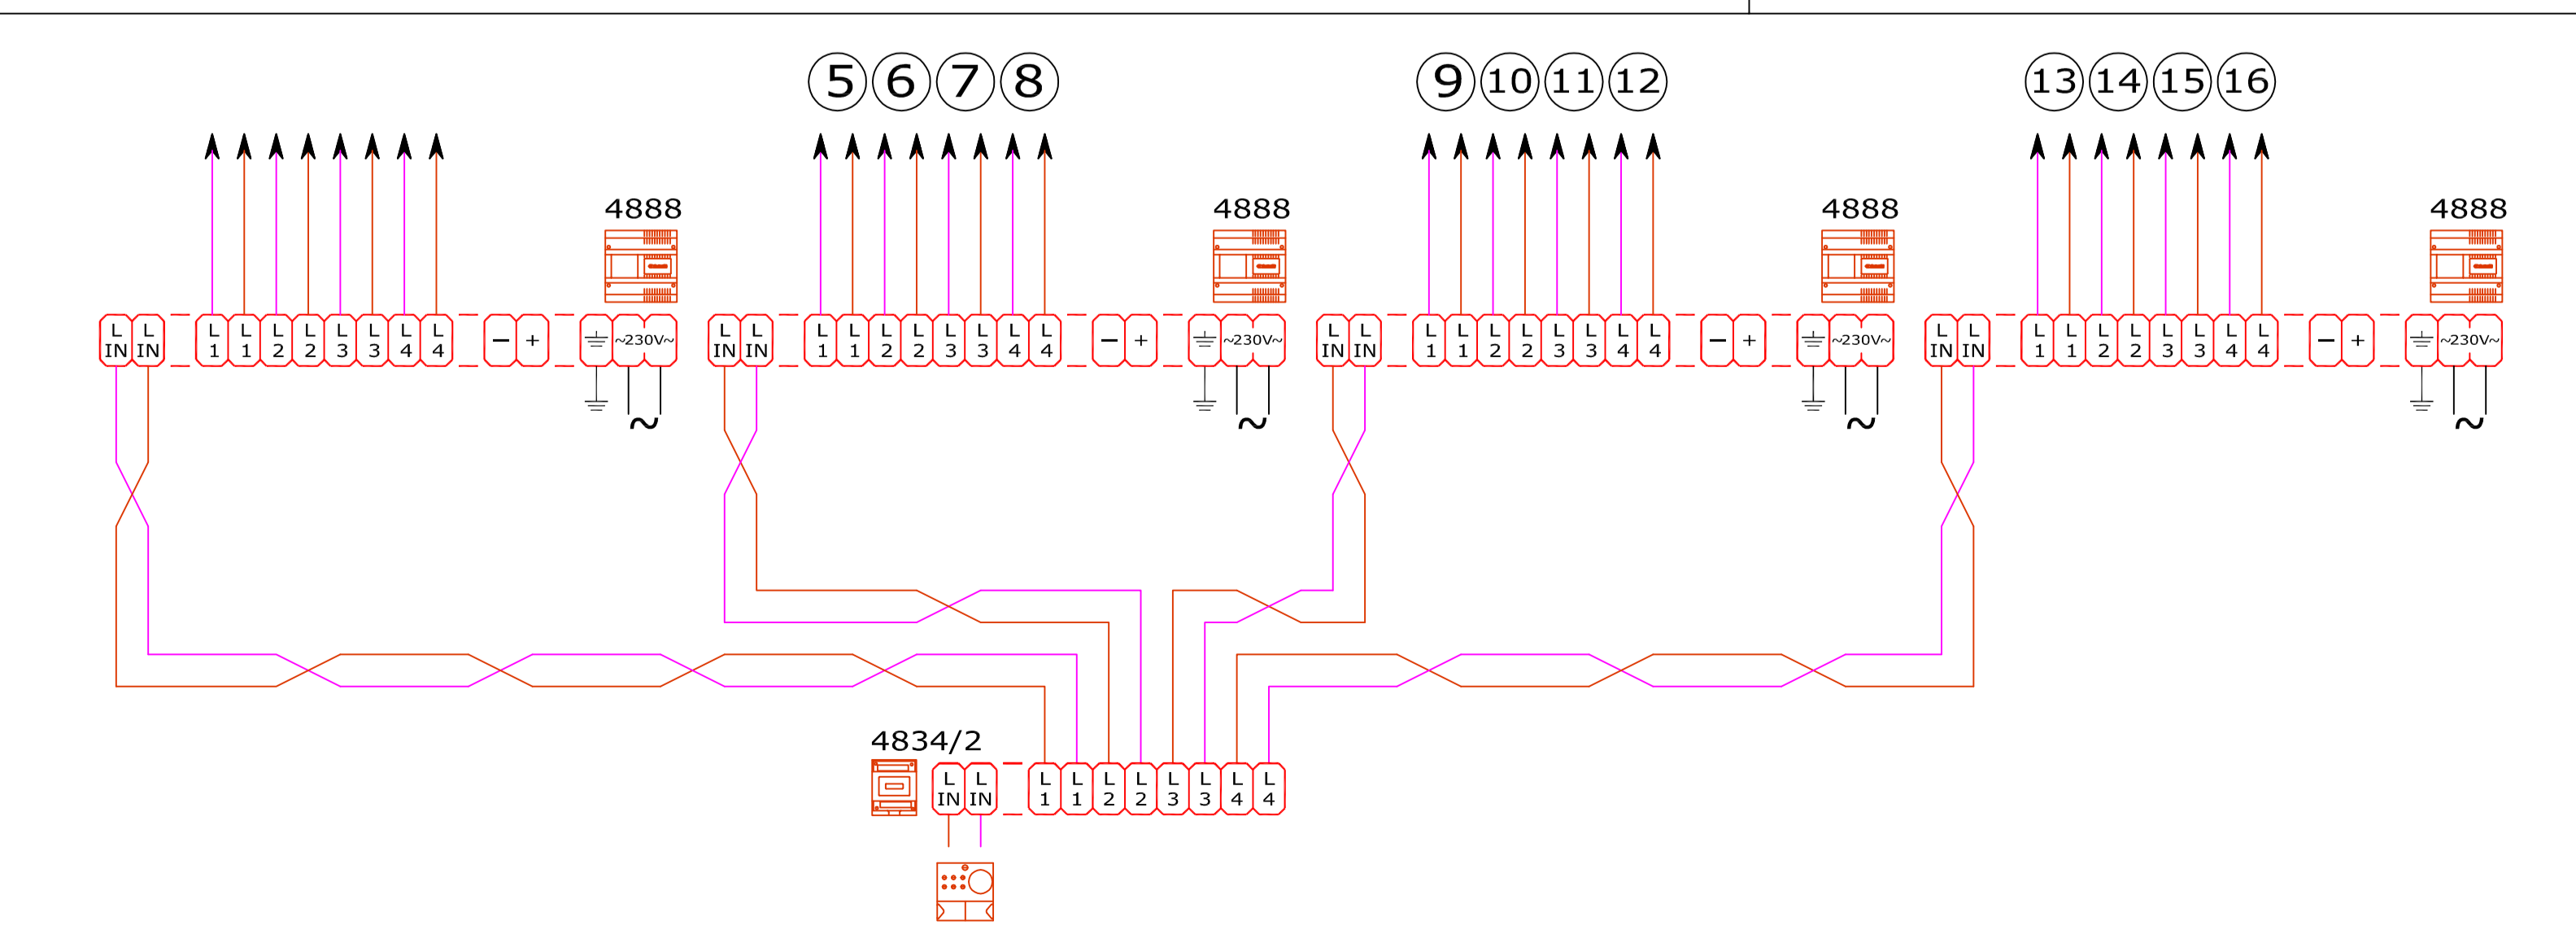 5 6 7 8 9 10 11 12 13 14 15 16
4888 4888 4888 4888
L L L L L L L L L L L L L L L L L L L L L L L L L L L L L L L L L L L L L L L L
IN IN 1 1 2 2 3 3 4 4 − + ~230V~ IN IN 1 1 2 2 3 3 4 4 − + ~230V~ IN IN 1 1 2 2 3 3 4 4 − + ~230V~ IN IN 1 1 2 2 3 3 4 4 − + ~230V~
~ ~ ~ ~
4834/2
L L L L L L L L L L
IN IN 1 1 2 2 3 3 4 4